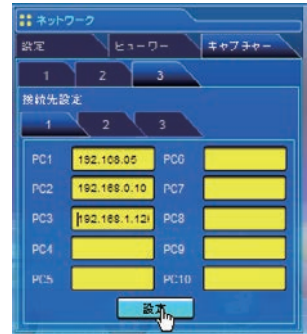 ネットワーク
設定 ビューワー キャプチャー
1 2 3
接続先設定
1 2 3
PC1 192.168.05 PC6
PC2 192.168.0.10 PC7
PC3 192.168.1.12 PC8
PC4 PC9
PC5 PC10
設定